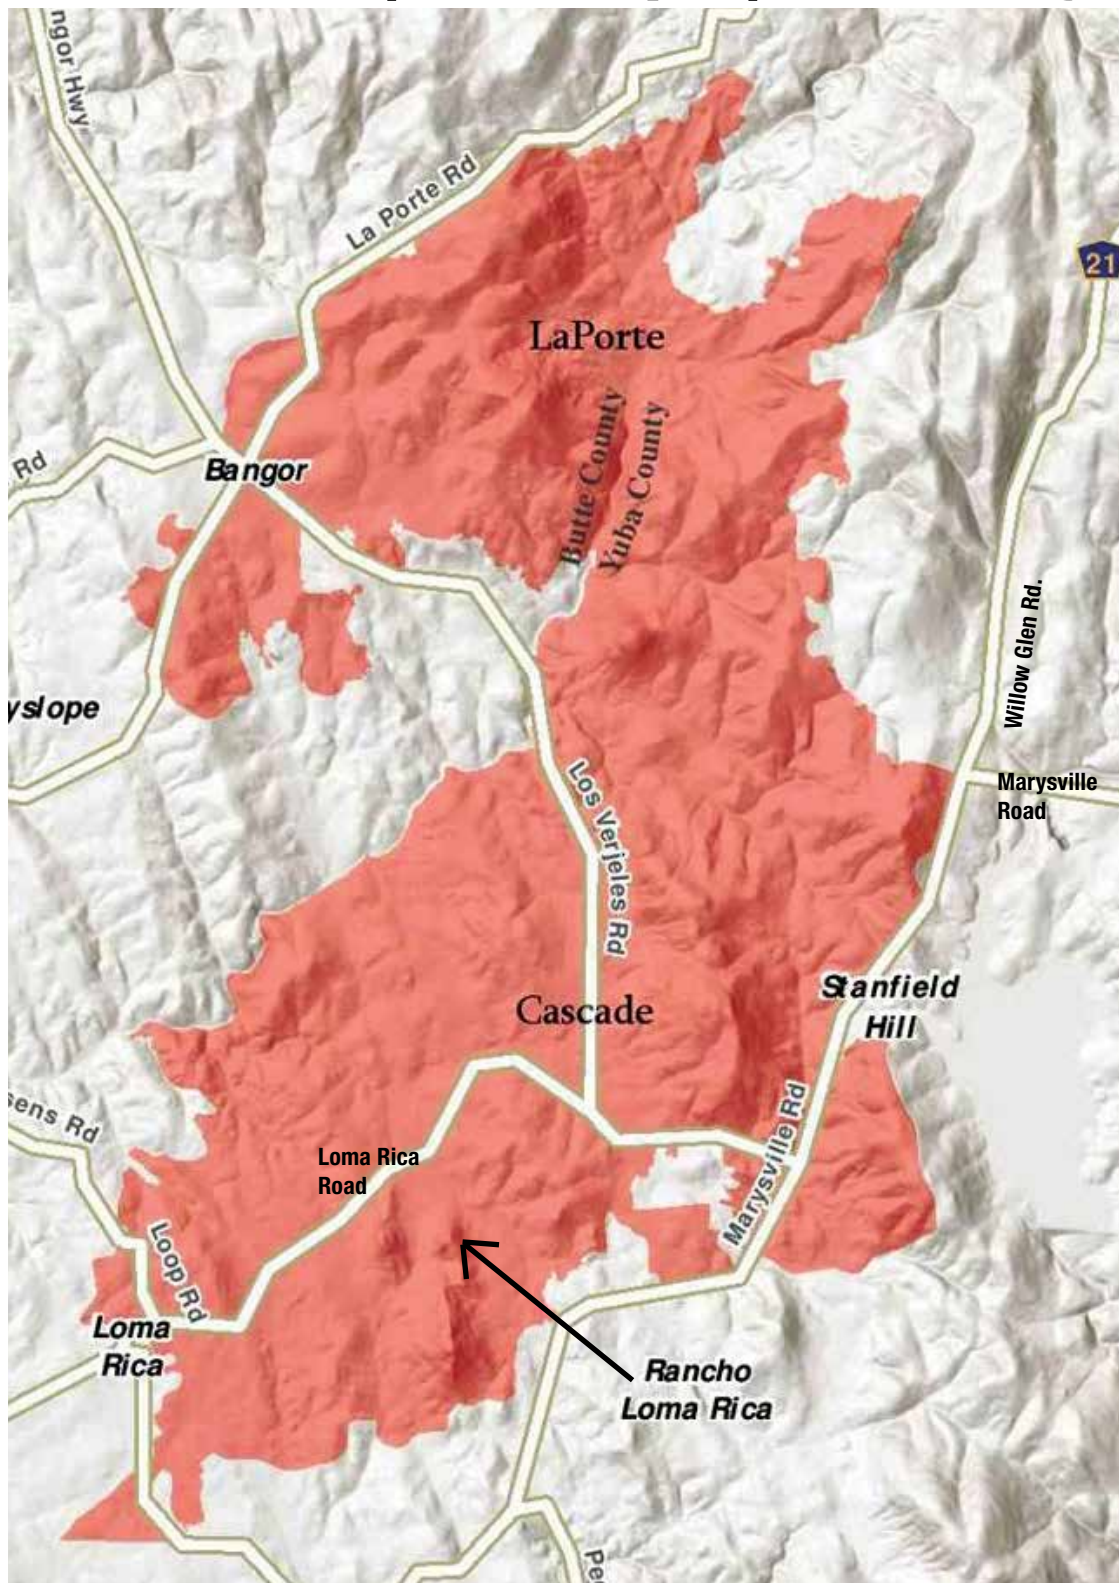 ngor Hwy
La Porte Rd
21
LaPorte
Butte County
Yuba County
Rd
Bangor
Willow Glen Rd.
yslope
Marysville
Road
Los Verjeles Rd
Stanfield
Hill
Cascade
sens Rd
Marysville Rd
Loma Rica
Road
Loop Rd
Loma
Rica
Rancho
Loma Rica
Pe